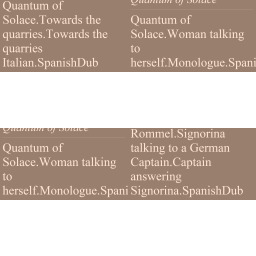 Quantum of
Solace.Towards the
quarries.Towards the
quarries
Italian.SpanishDub
Quantum of Solace
Quantum of
Solace.Woman talking
to
herself.Monologue.Spani
Quantum of Solace
Quantum of
Solace.Woman talking
to
herself.Monologue.Spani
Rommel.Signorina
talking to a German
Captain.Captain
answering
Signorina.SpanishDub